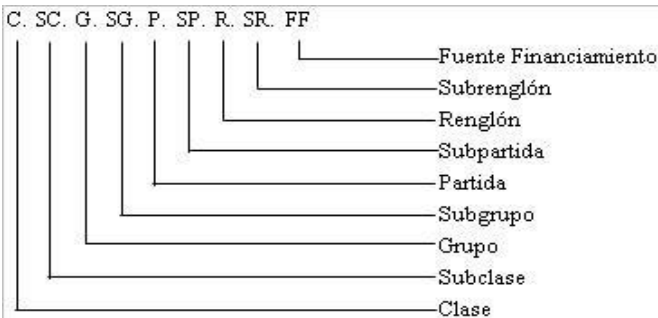 C. SC. G. SG. P. SP. R. SR. FF
Fuente Financiamiento
Subrenglón
Renglón
Subpartida
Partida
Subgrupo
Grupo
Subclase
Clase